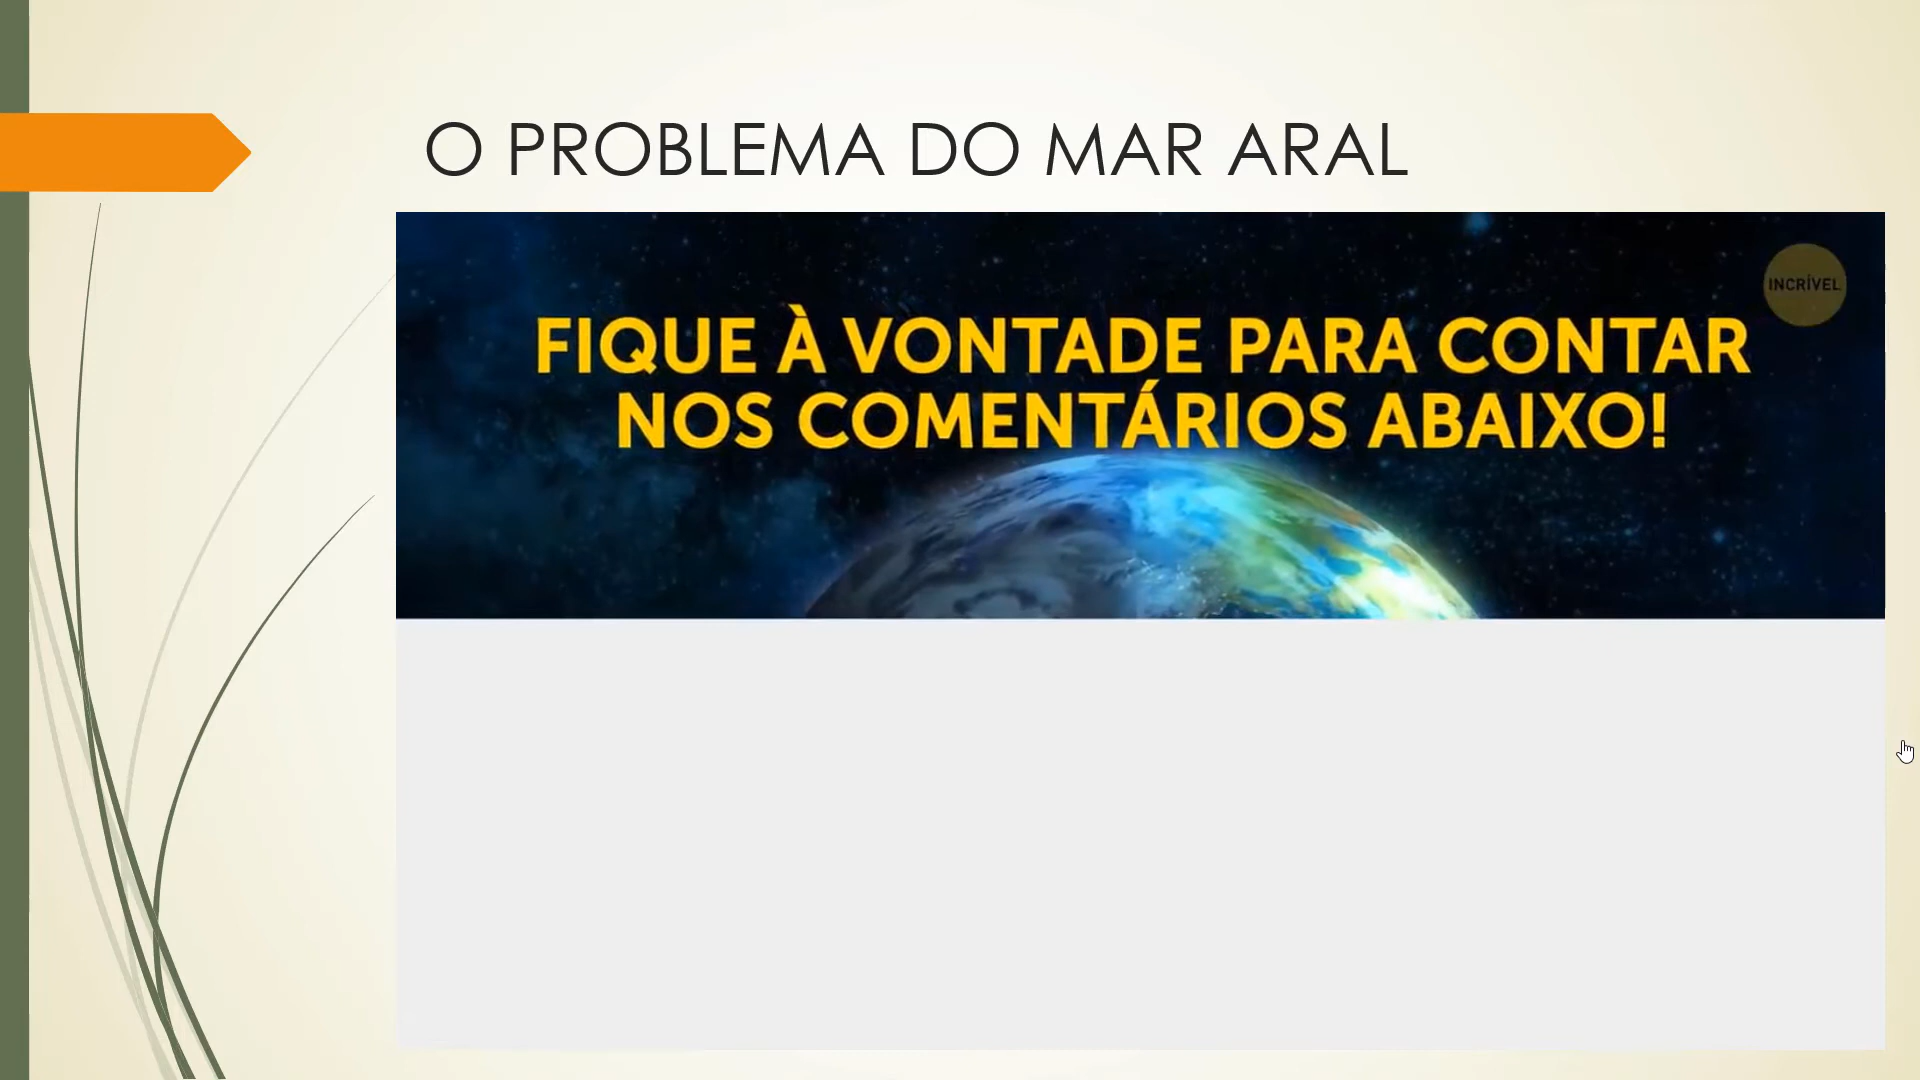 O PROBLEMA DO MAR ARAL
INCRÍVEL
FIQUE À VONTADE PARA CONTAR
NOS COMENTÁRIOS ABAIXO!